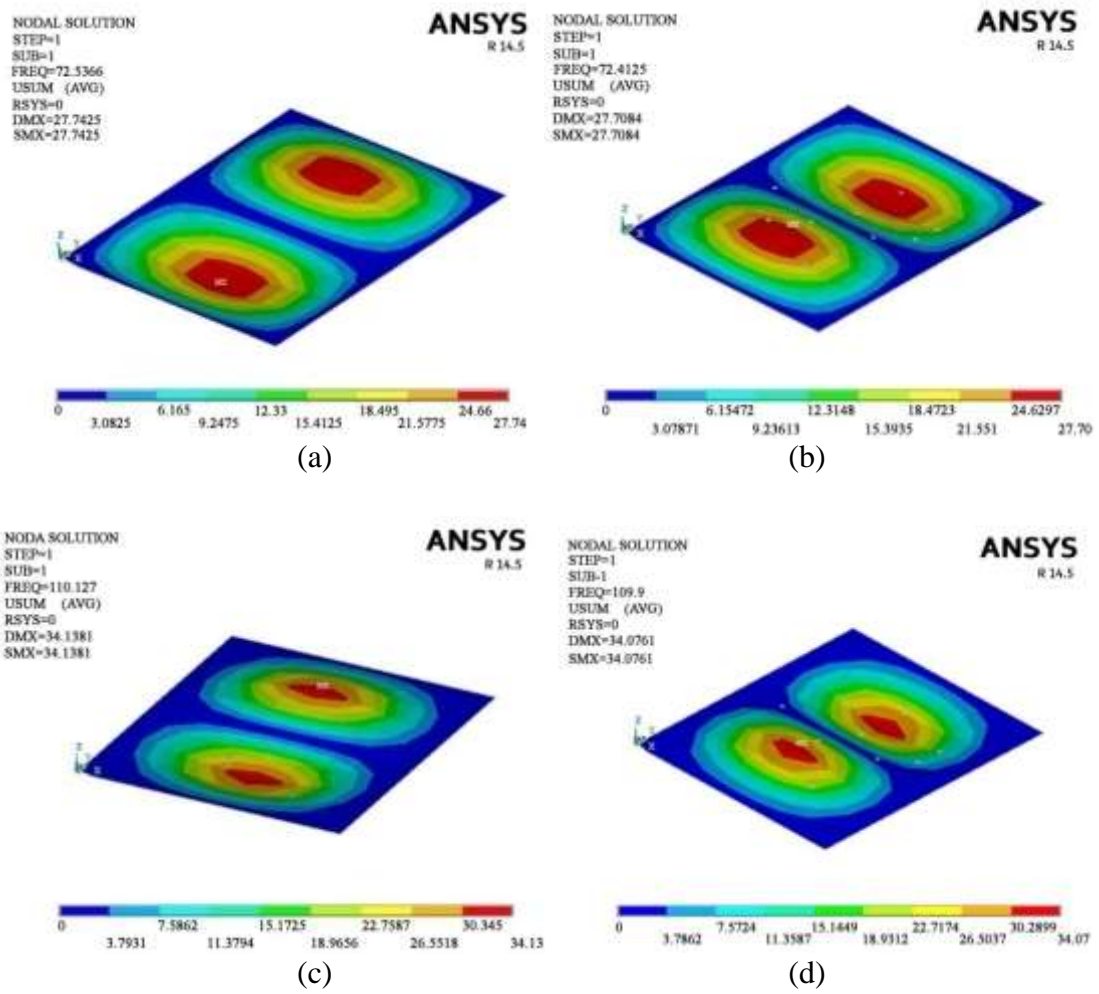 NODAL SOLUTION
STEP=1
SUB=1
FREQ=72.5366
USUM (AVG)
RSYS=0
DMX=27.7425
SMX=27.7425
ANSYS
R 14.5
0 6.165 12.33 18.495 24.66
3.0825 9.2475 15.4125 21.5775 27.74
(a)
NODAL SOLUTION
STEP=1
SUB=1
FREQ=72.4125
USUM (AVG)
RSYS=0
DMX=27.7084
SMX=27.7084
ANSYS
R 14.5
0 6.15472 12.3148 18.4723 24.6297
3.07871 9.23613 15.3935 21.551 27.70
(b)
NODA SOLUTION
STEP=1
SUB=1
FREQ=110.127
USUM (AVG)
RSYS=0
DMX=34.1381
SMX=34.1381
ANSYS
R 14.5
0 7.5862 15.1725 22.7587 30.345
3.7931 11.3794 18.9656 26.5318 34.13
(c)
NODAL SOLUTION
STEP=1
SUB-1
FREQ=109.9
USUM (AVG)
RSYS=0
DMX=34.0761
SMX=34.0761
ANSYS
R 14.5
0 7.5724 15.1449 22.7174 30.2899
3.7862 11.3587 18.9312 26.5037 34.07
(d)